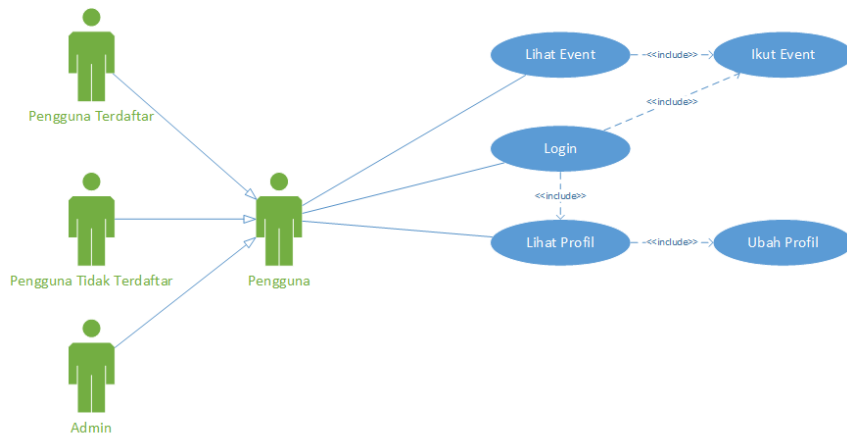 Lihat Event
<<include>>
Ikut Event
Pengguna Terdaftar
<<include>>
Login
<<include>>
Pengguna Tidak Terdaftar
Pengguna
Lihat Profil
<<include>>
Ubah Profil
Admin